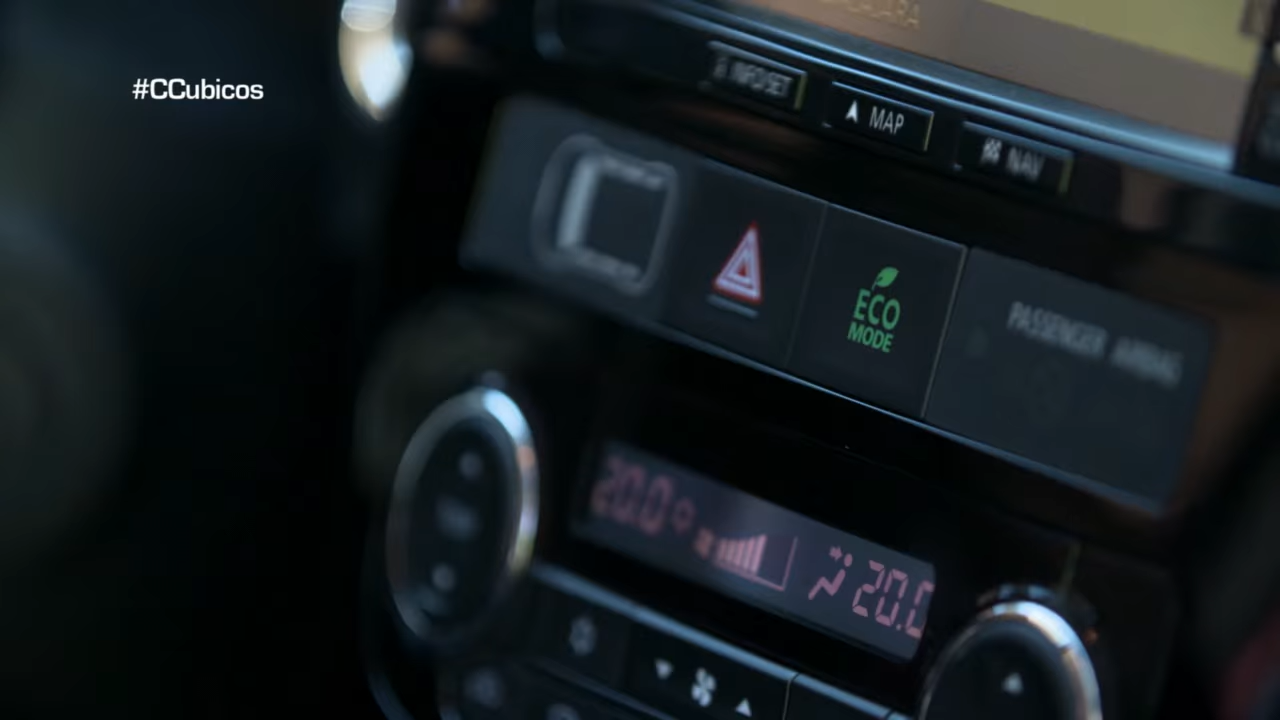 #CCubicos
INFO/SET
MAP
NAV
ECO
MODE
PASSENGER AIRBAG
20.0°
20.0